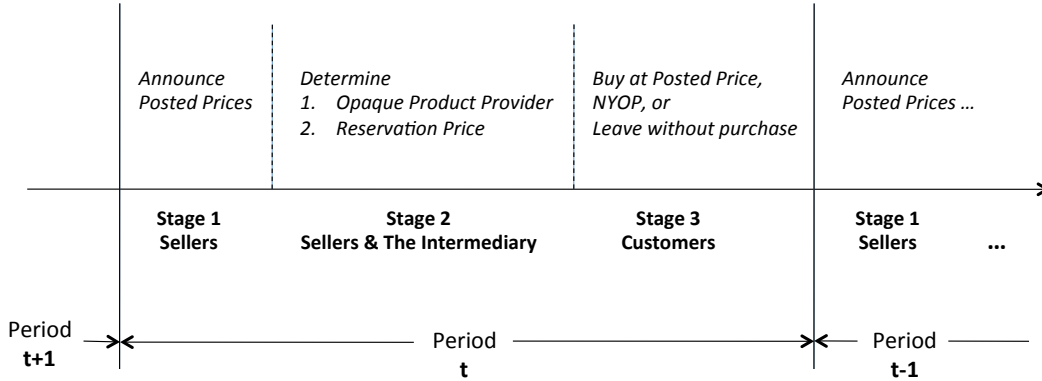 Announce
Posted Prices
Determine
1. Opaque Product Provider
2. Reservation Price
Buy at Posted Price,
NYOP, or
Leave without purchase
Announce
Posted Prices ...
Stage 1
Sellers
Stage 2
Sellers & The Intermediary
Stage 3
Customers
Stage 1
Sellers
...
Period
t+1
Period
t
Period
t-1